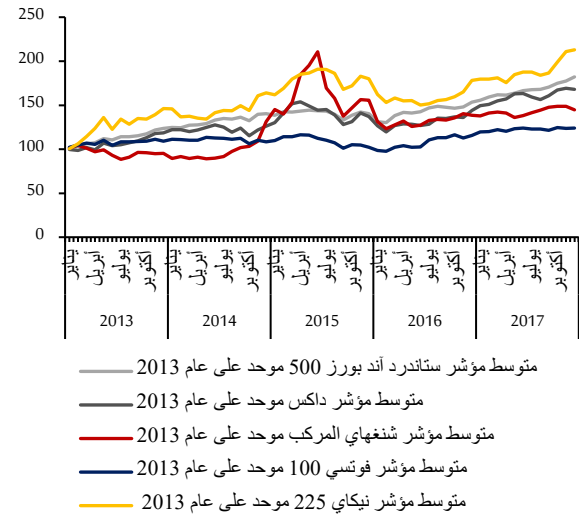 250
200
150
100
50
0
يناير أبريل يوليو أكتوبر يناير أبريل يوليو أكتوبر يناير أبريل يوليو أكتوبر يناير أبريل يوليو أكتوبر يناير أبريل يوليو أكتوبر
2013 2014 2015 2016 2017
متوسط مؤشر ستاندرد آند بورز 500 موحد على عام 2013
متوسط مؤشر داكس موحد على عام 2013
متوسط مؤشر شنغهاي المركب موحد على عام 2013
متوسط مؤشر فوتسي 100 موحد على عام 2013
متوسط مؤشر نيكاي 225 موحد على عام 2013